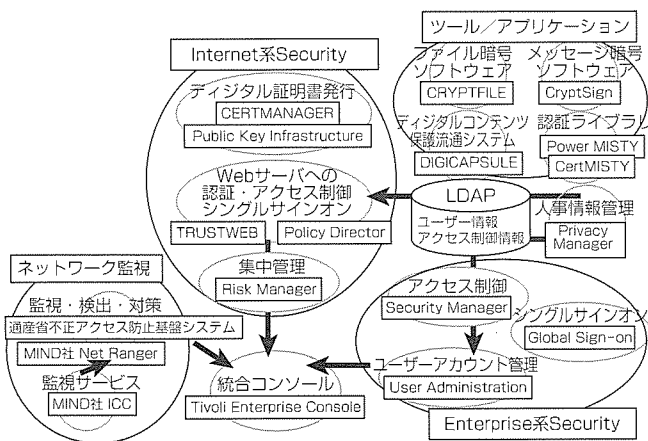 ツール／アプリケーション
ファイル暗号
ソフトウェア
CRYPTFILE
メッセージ暗号
ソフトウェア
CryptSign
ディジタルコンテンツ
保護流通システム
DIGICAPSULE
認証ライブラリ
Power MISTY
CertMISTY
Internet系Security
ディジタル証明書発行
CERTMANAGER
Public Key Infrastructure
Webサーバへの
認証・アクセス制御
シングルサインオン
TRUSTWEB
Policy Director
集中管理
Risk Manager
LDAP
ユーザー情報
アクセス制御情報
人事情報管理
Privacy
Manager
ネットワーク監視
監視・検出・対策
通産省不正アクセス防止基盤システム
MIND社 Net Ranger
監視サービス
MIND社 ICC
統合コンソール
Tivoli Enterprise Console
アクセス制御
Security Manager
シングルサインオン
Global Sign-on
ユーザーアカウント管理
User Administration
Enterprise系Security